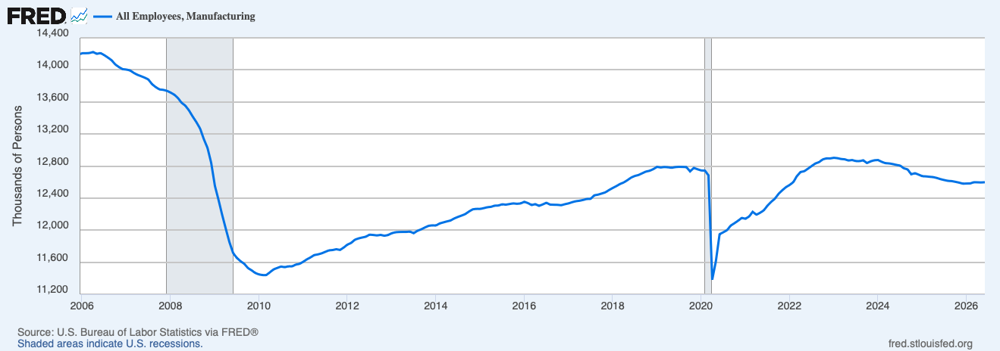 FRED All Employees, Manufacturing
14,400
14,000
13,600
13,200
12,800
12,400
12,000
11,600
11,200
Thousands of Persons
2006 2008 2010 2012 2014 2016 2018 2020 2022 2024 2026
Source: U.S. Bureau of Labor Statistics via FRED®
Shaded areas indicate U.S. recessions.
fred.stlouisfed.org